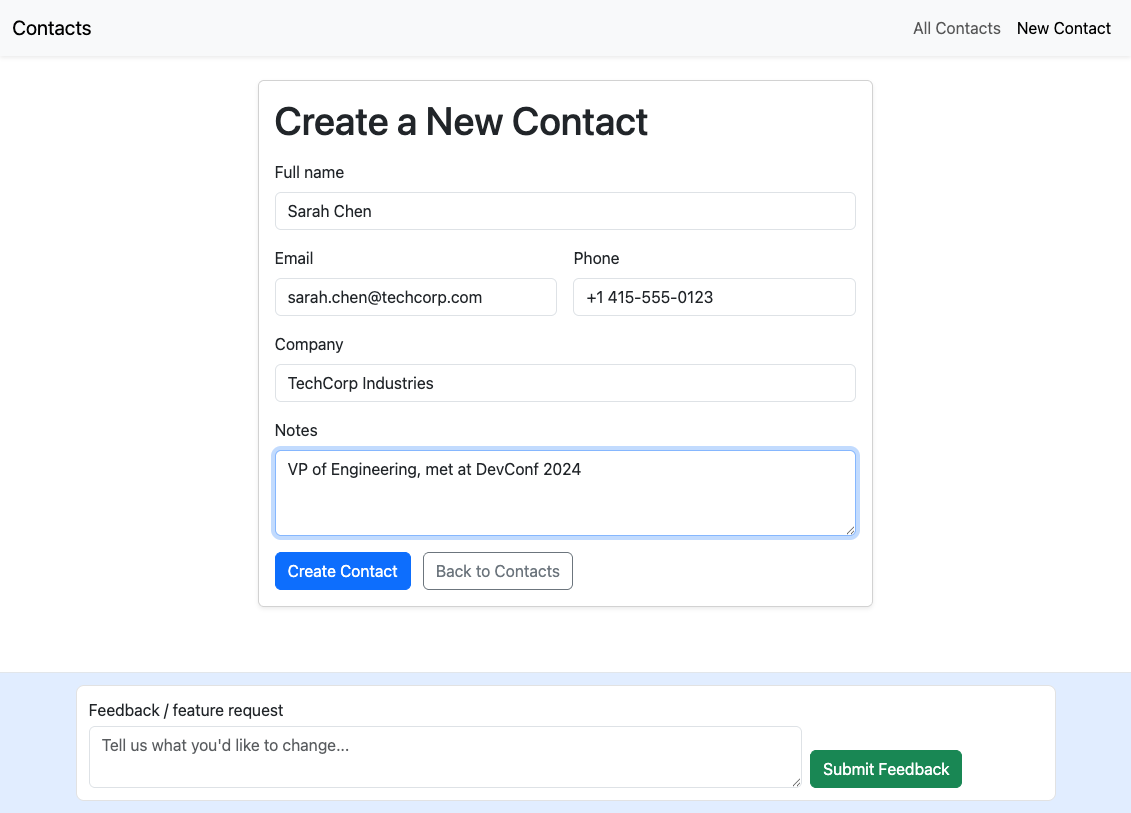 Contacts
All Contacts
New Contact
Create a New Contact
Full name
Sarah Chen
Email
Phone
sarah.chen@techcorp.com
+1 415-555-0123
Company
TechCorp Industries
Notes
VP of Engineering, met at DevConf 2024
Create Contact
Back to Contacts
Feedback / feature request
Tell us what you'd like to change...
Submit Feedback